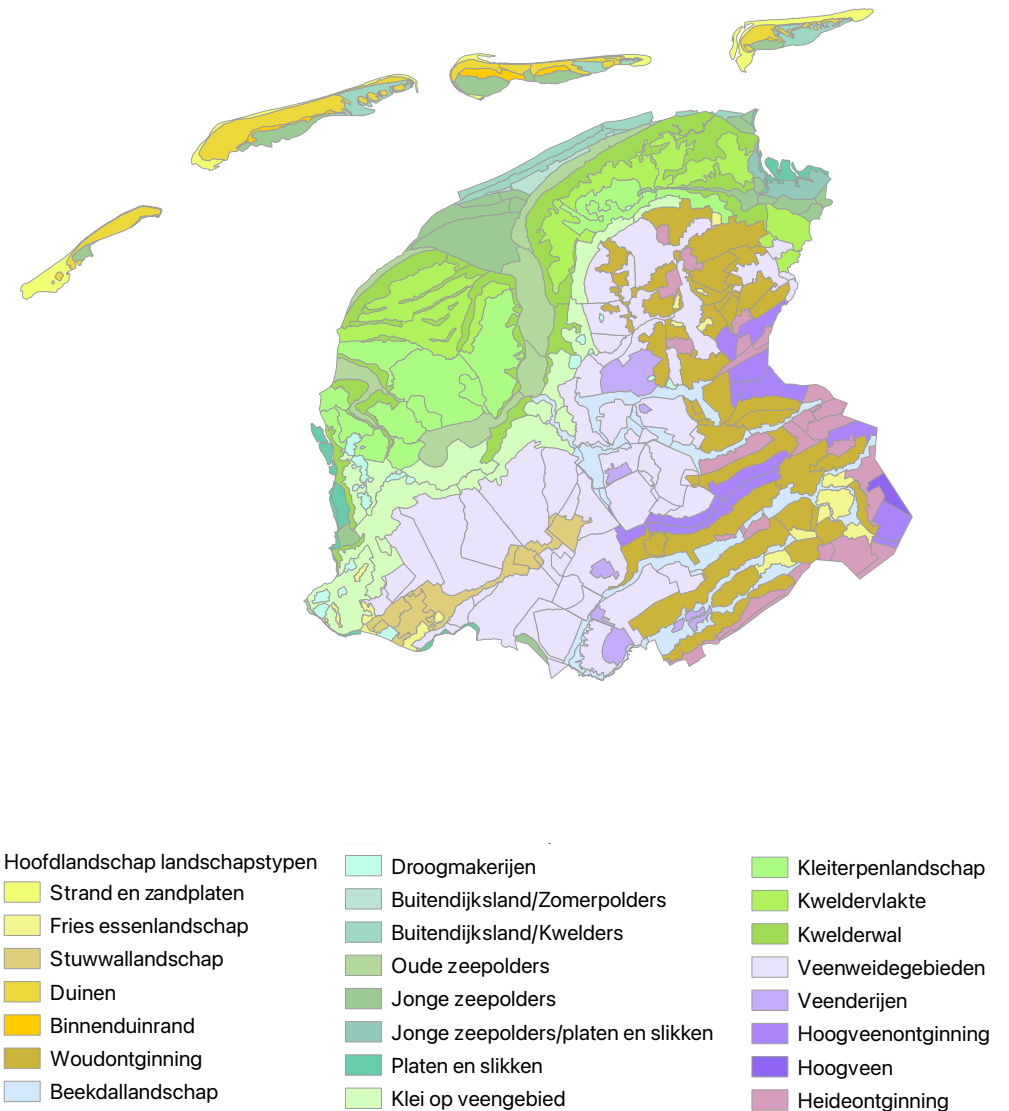 Hoofdlandschap landschapstypen
Strand en zandplaten
Fries essenlandschap
Stuwwallandschap
Duinen
Binnenduinrand
Woudontginning
Beekdallandschap
Droogmakerijen
Buitendijksland/Zomerpolders
Buitendijksland/Kwelders
Oude zeepolders
Jonge zeepolders
Jonge zeepolders/platen en slikken
Platen en slikken
Klei op veengebied
Kleiterpenlandschap
Kweldervlakte
Kwelderwal
Veenweidegebieden
Veenderijen
Hoogveenontginning
Hoogveen
Heideontginning